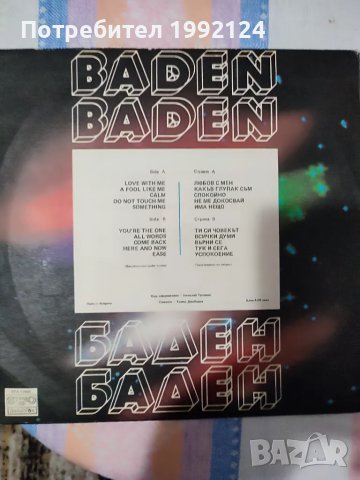 Потребител 1992124
BADEN
BADEN
Side A
LOVE WITH ME
A FOOL LIKE ME
CALM
DO NOT TOUCH ME
SOMETHING
Side B
YOU'RE THE ONE
ALL WORDS
COME BACK
HERE AND NOW
EASE
Страна А
ЛЮБОВ С МЕН
КАКЪВ ГЛУПАК СЪМ
СПОКОЙНО
НЕ МЕ ДОКОСВАЙ
ИМА НЕЩО
Страна В
ТИ СИ ЧОВЕКЪТ
ВСИЧКИ ДУМИ
ВЪРНИ СЕ
ТУК И СЕГА
УСПОКОЕНИЕ
БАДЕН
БАДЕН
BAZAR